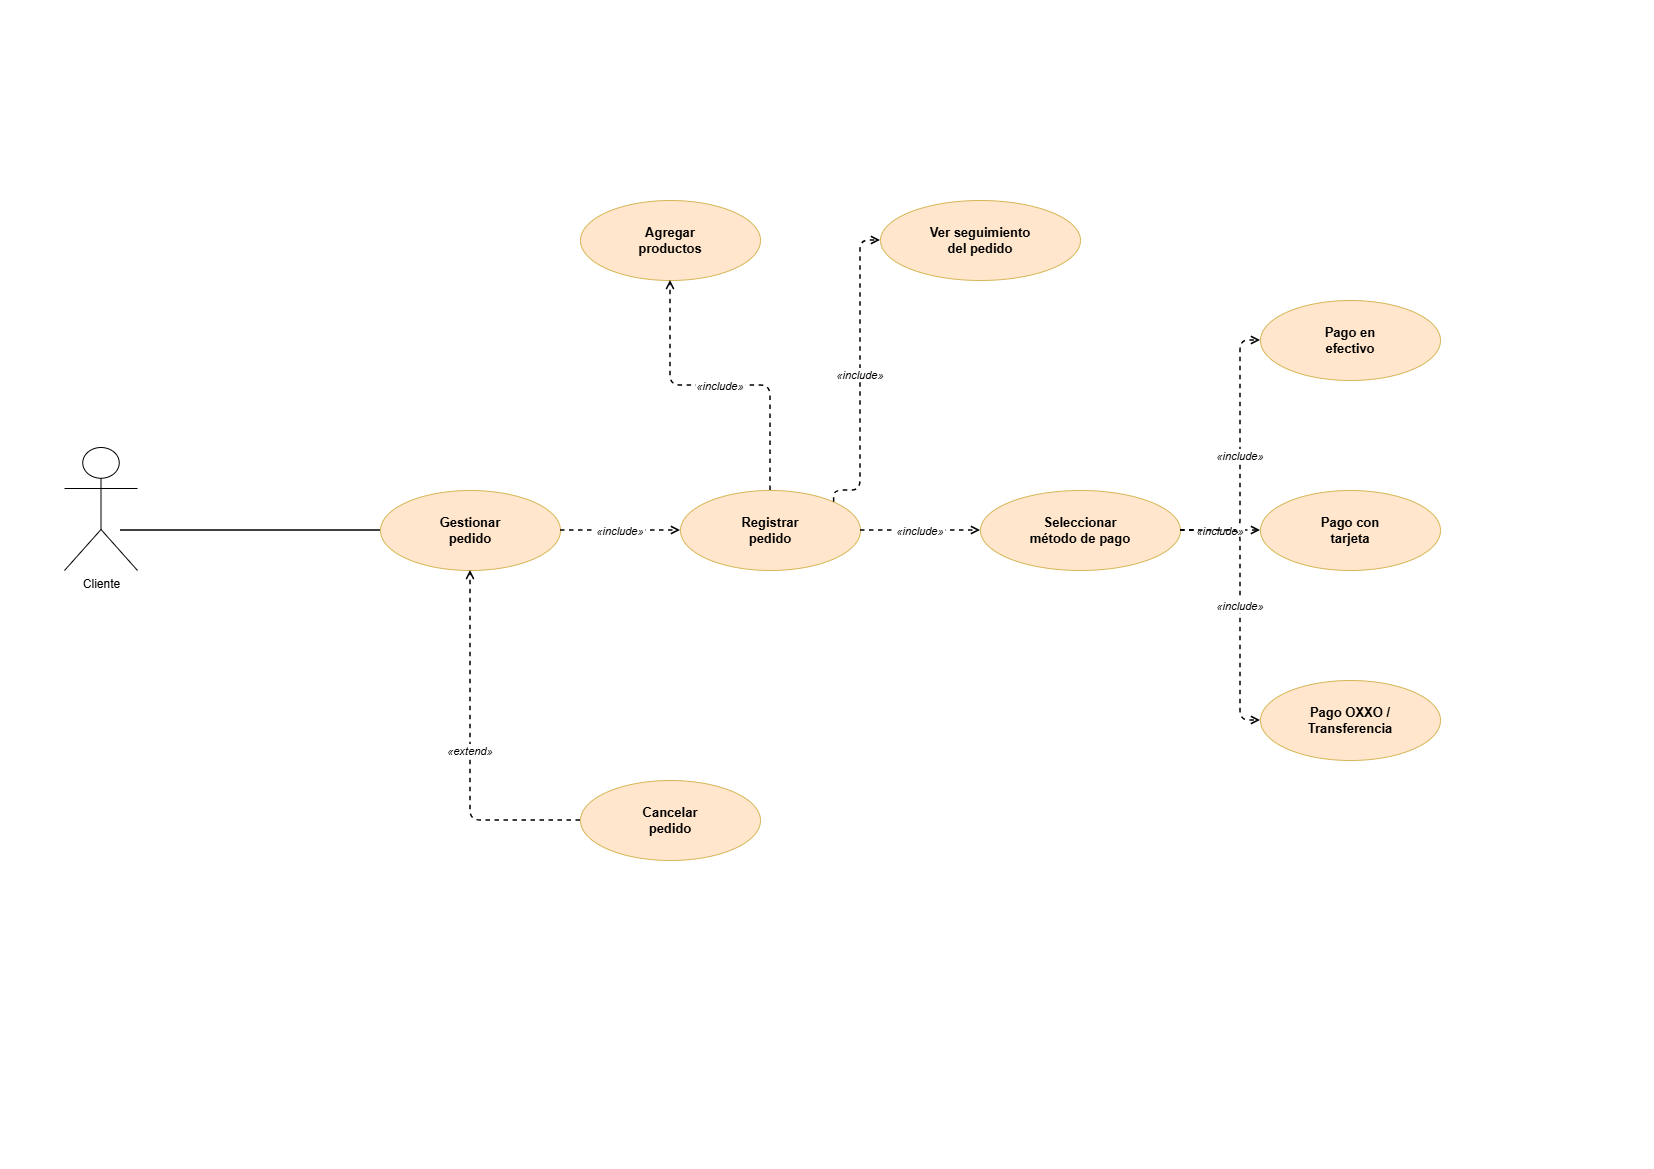 Agregar
productos
Ver seguimiento
del pedido
Pago en
efectivo
«include»
«include»
«include»
Cliente
Gestionar
pedido
«include»
Registrar
pedido
«include»
Seleccionar
método de pago
«include»
Pago con
tarjeta
«include»
Pago OXXO /
Transferencia
«extend»
Cancelar
pedido